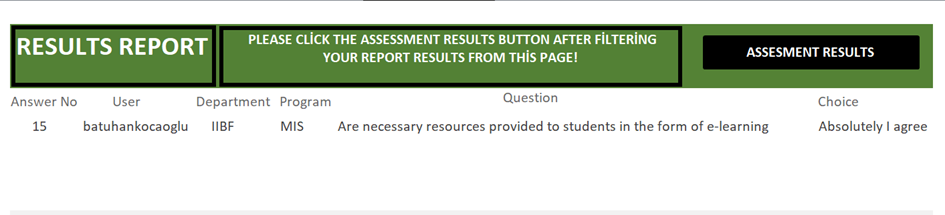 RESULTS REPORT
PLEASE CLİCK THE ASSESSMENT RESULTS BUTTON AFTER FİLTERİNG
YOUR REPORT RESULTS FROM THİS PAGE!
ASSESMENT RESULTS
Answer No User Department Program Question Choice
15 batuhankocaoglu IIBF MIS Are necessary resources provided to students in the form of e-learning Absolutely I agree